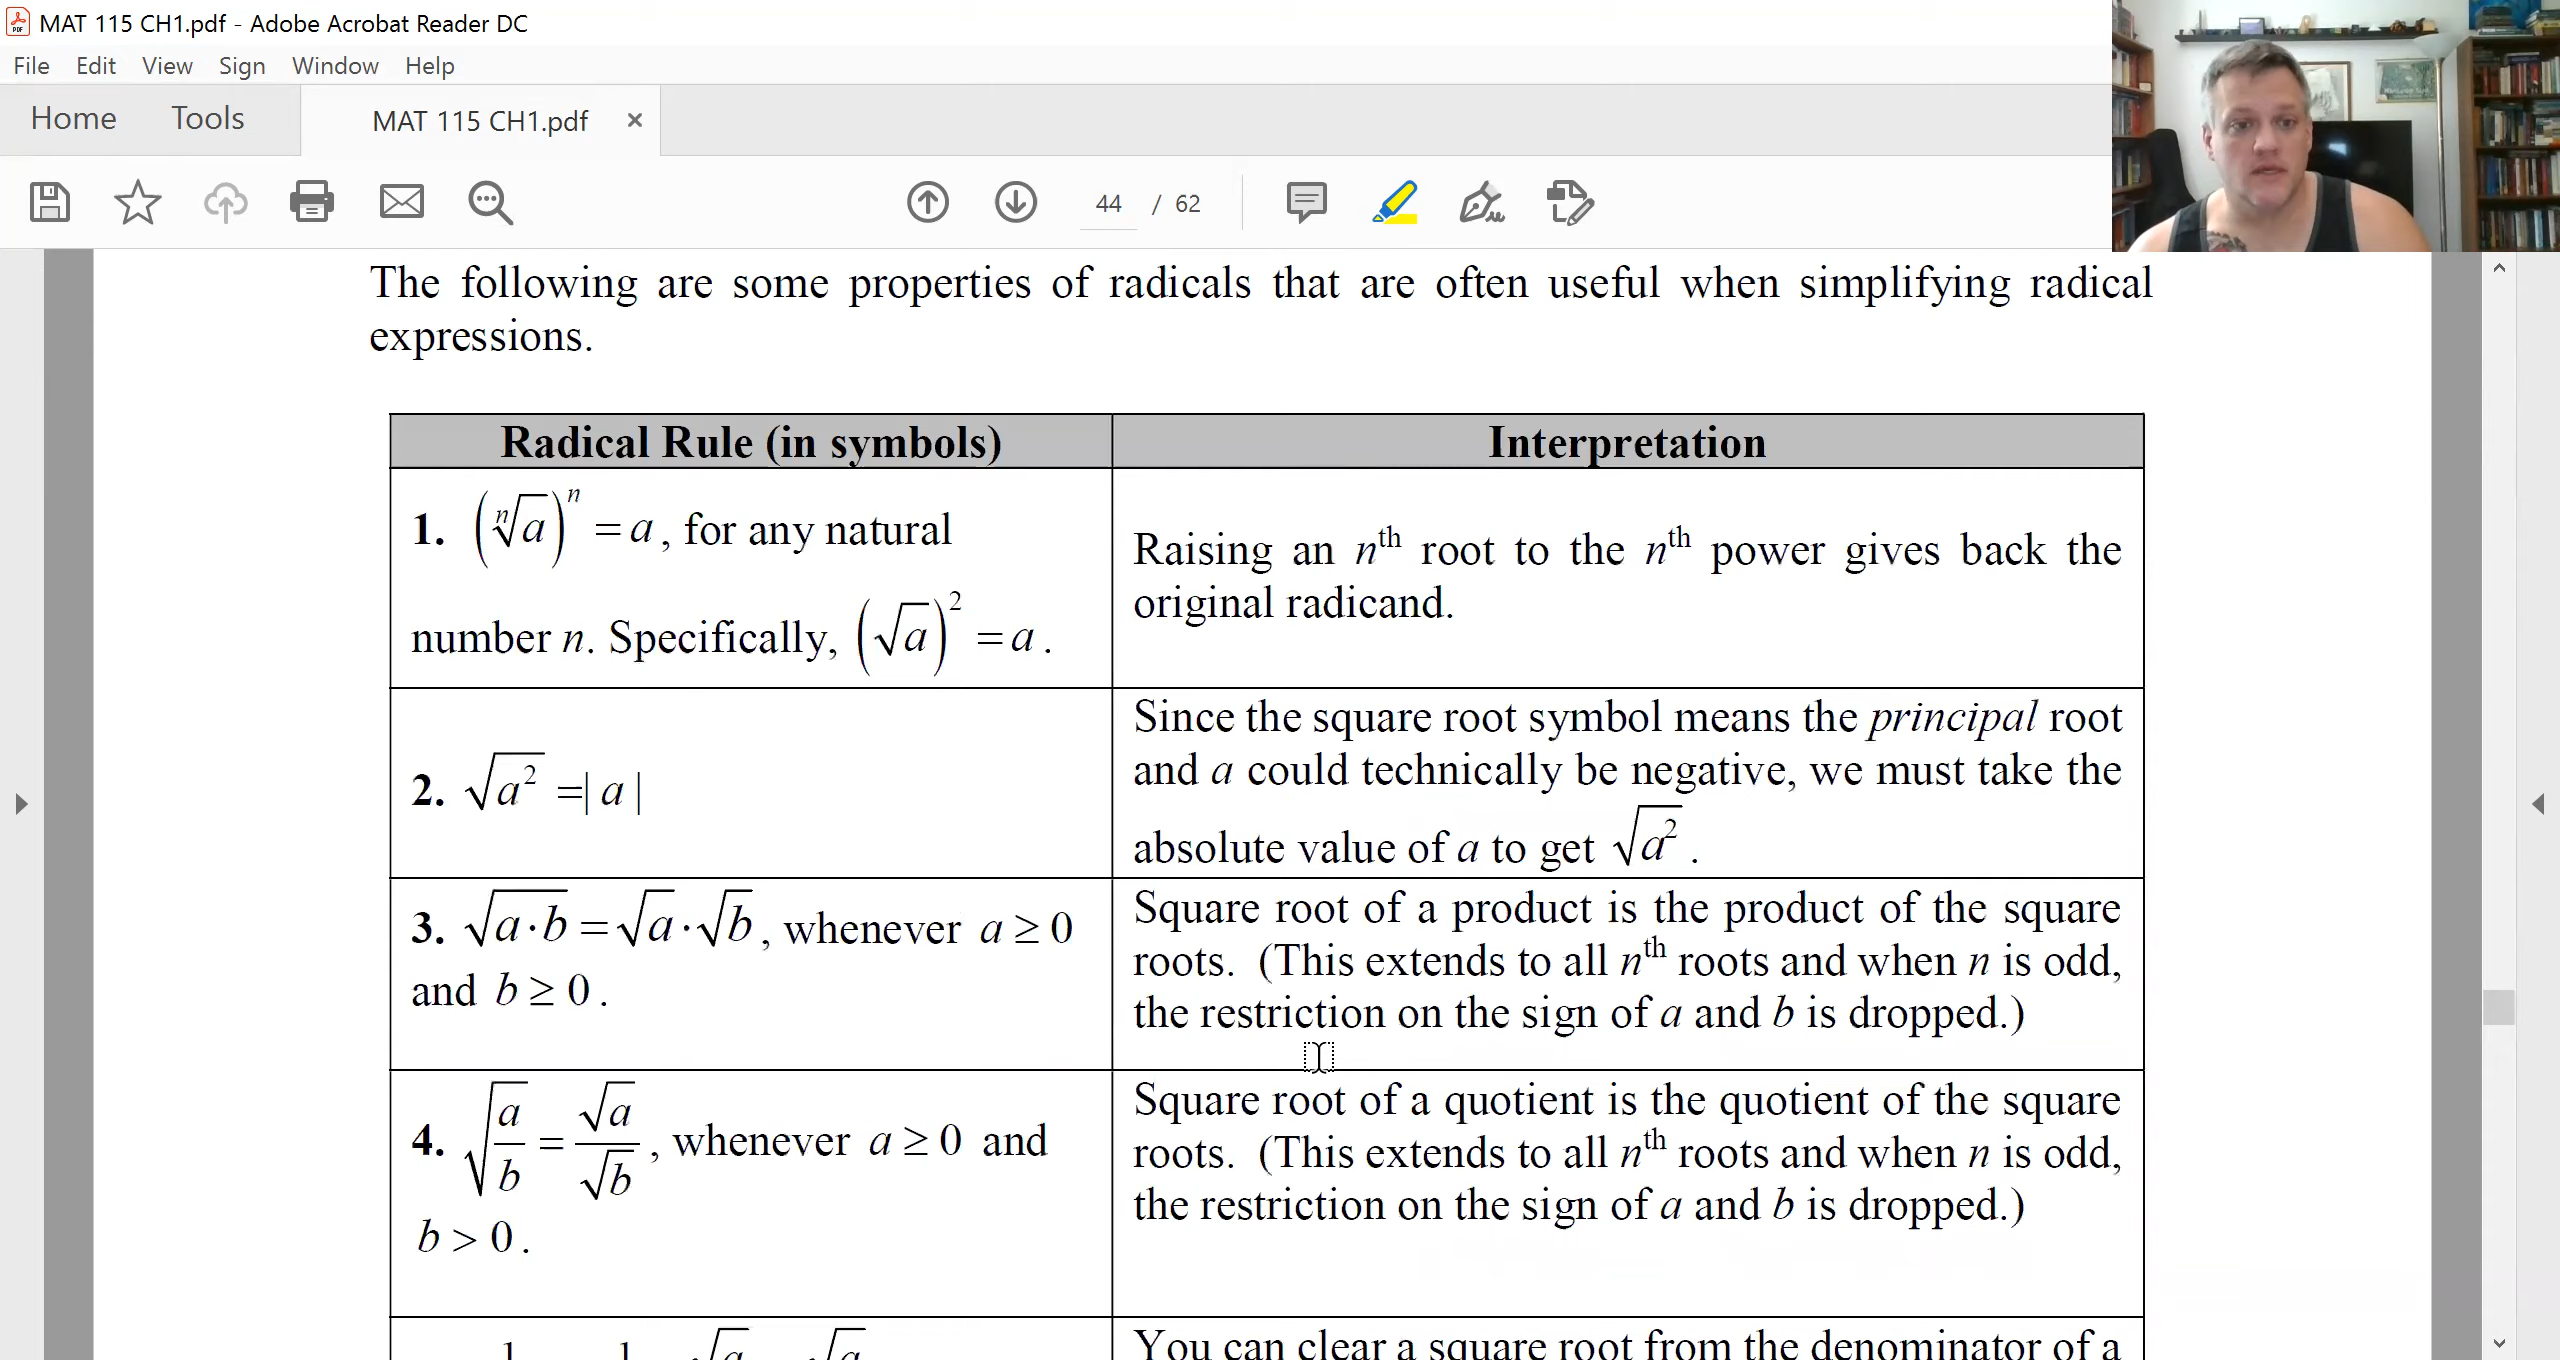 MAT 115 CH1.pdf - Adobe Acrobat Reader DC
File Edit View Sign Window Help
Home Tools MAT 115 CH1.pdf ×
44 / 62
The following are some properties of radicals that are often useful when simplifying radical
expressions.
Radical Rule (in symbols) Interpretation
1. (ⁿ√a)ⁿ = a, for any natural
number n. Specifically, (√a)² = a.
Raising an nᵗʰ root to the nᵗʰ power gives back the
original radicand.
2. √a² =| a |
Since the square root symbol means the principal root
and a could technically be negative, we must take the
absolute value of a to get √a².
3. √a·b = √a·√b, whenever a ≥ 0
and b ≥ 0.
Square root of a product is the product of the square
roots. (This extends to all nᵗʰ roots and when n is odd,
the restriction on the sign of a and b is dropped.)
4. √(a/b) = √a/√b, whenever a ≥ 0 and
b > 0.
Square root of a quotient is the quotient of the square
roots. (This extends to all nᵗʰ roots and when n is odd,
the restriction on the sign of a and b is dropped.)
You can clear a square root from the denominator of a